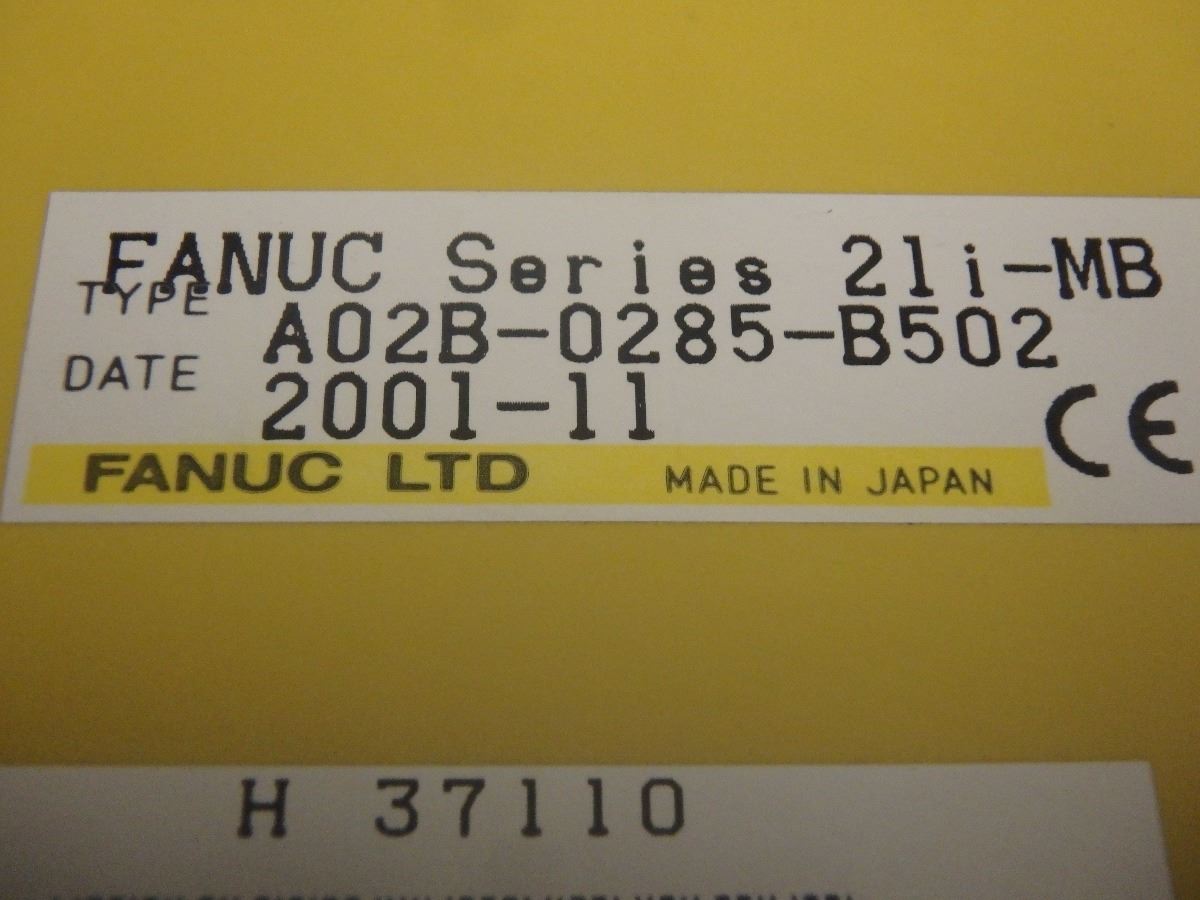 FANUC Series 21i-MB
TYPE A02B-0285-B502
DATE 2001-11
CE
FANUC LTD MADE IN JAPAN
H 37110